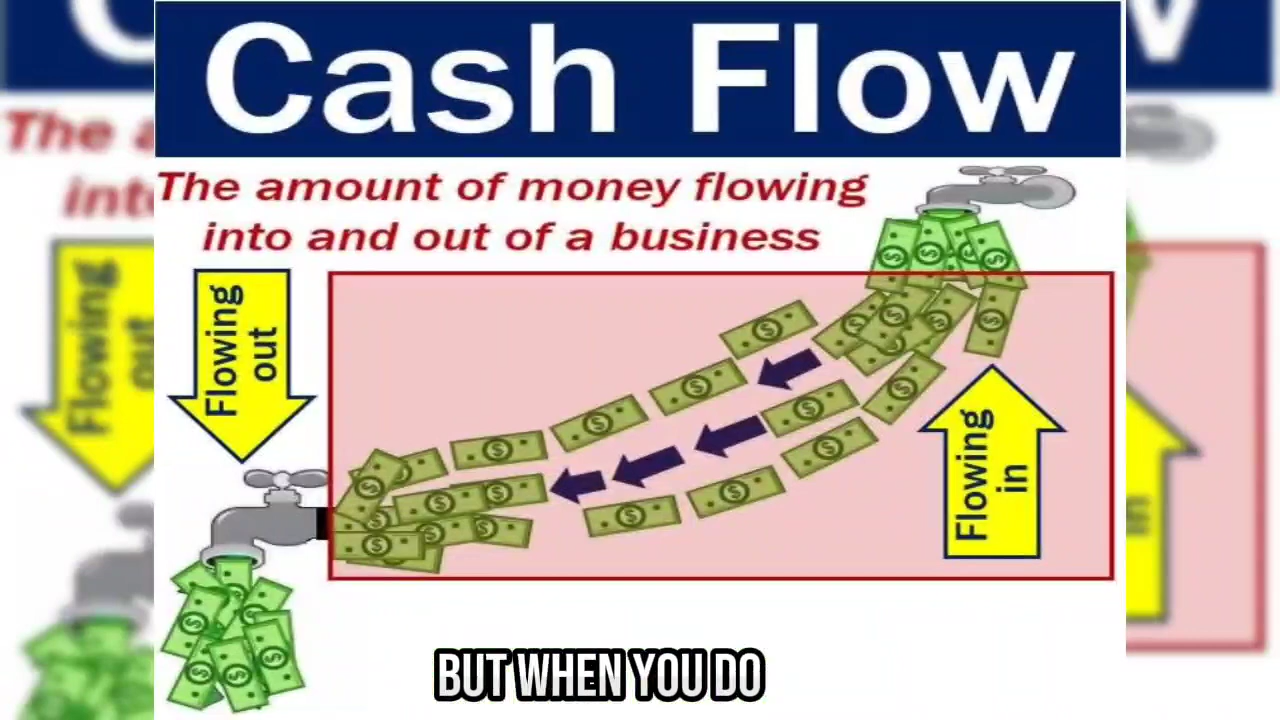 Cash Flow
The amount of money flowing
into and out of a business
Flowing
out
Flowing
in
BUT WHEN YOU DO